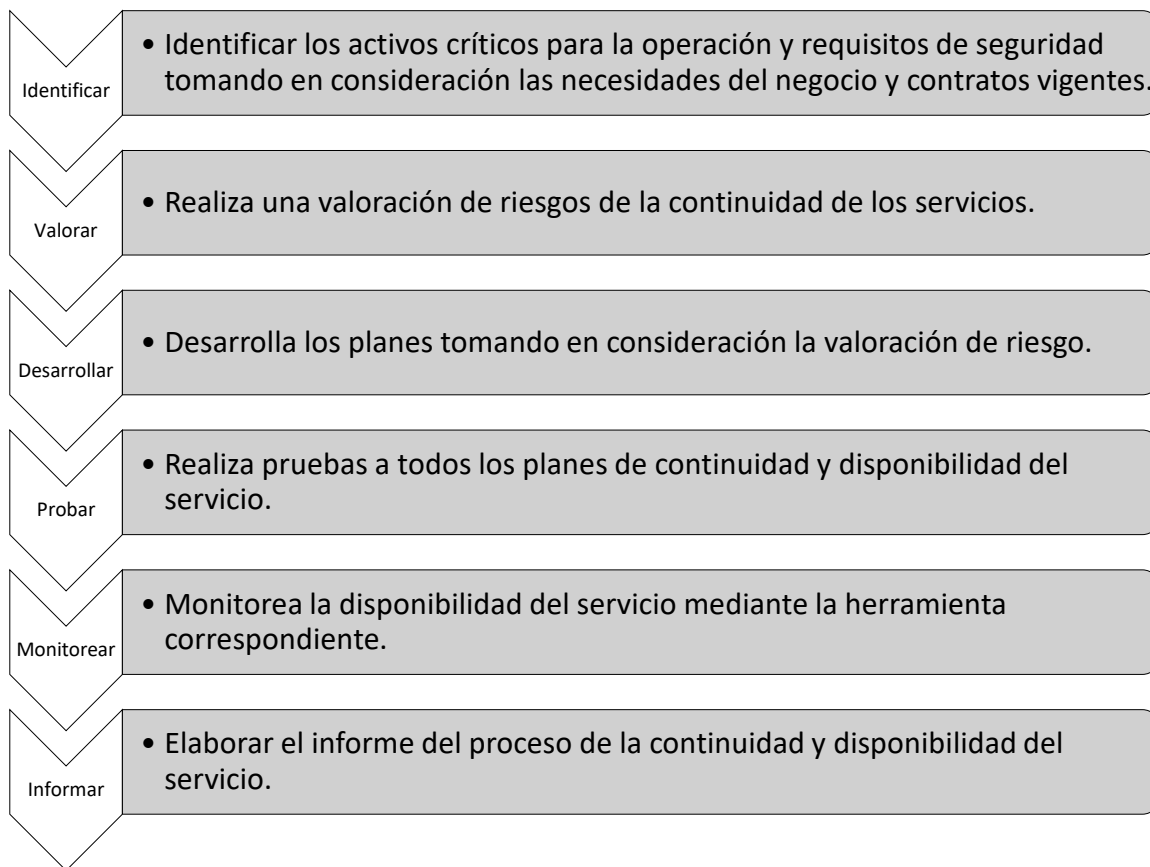 Identificar
• Identificar los activos críticos para la operación y requisitos de seguridad
tomando en consideración las necesidades del negocio y contratos vigentes.
Valorar
• Realiza una valoración de riesgos de la continuidad de los servicios.
Desarrollar
• Desarrolla los planes tomando en consideración la valoración de riesgo.
Probar
• Realiza pruebas a todos los planes de continuidad y disponibilidad del
servicio.
Monitorear
• Monitorea la disponibilidad del servicio mediante la herramienta
correspondiente.
Informar
• Elaborar el informe del proceso de la continuidad y disponibilidad del
servicio.